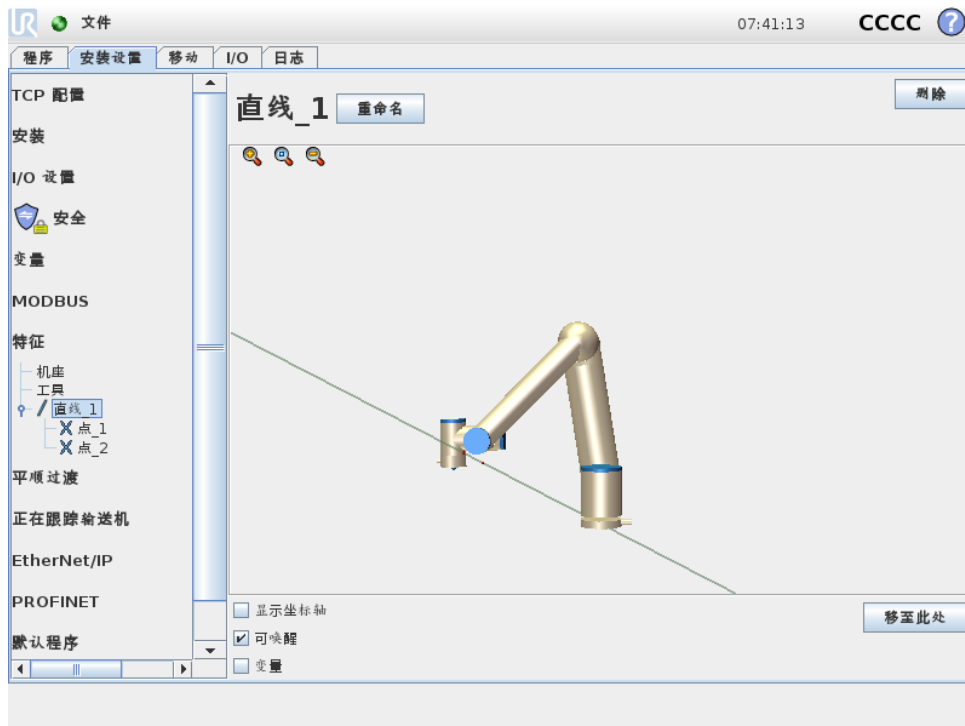 UR 文件 07:41:13 CCCC ?
程序 安装设置 移动 I/O 日志
TCP 配置
安装
I/O 设置
安全
变量
MODBUS
特征
机座
工具
直线_1
点_1
点_2
平顺过渡
正在跟踪输送机
EtherNet/IP
PROFINET
默认程序
直线_1 重命名 删除
显示坐标轴
可唤醒
变量
移至此处